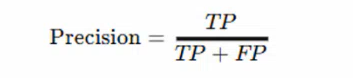 Precision = TP / TP + FP